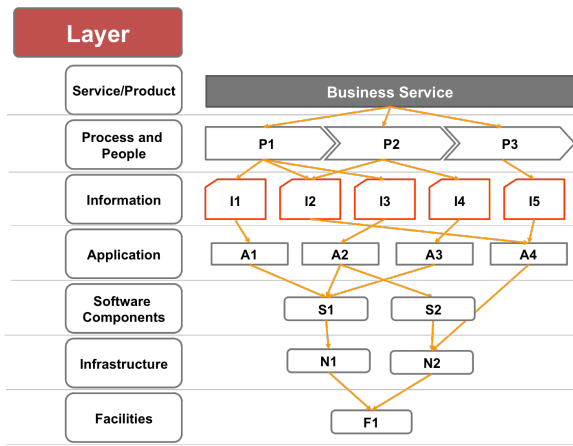 Layer
Service/Product
Business Service
Process and
People
P1
P2
P3
Information
I1
I2
I3
I4
I5
Application
A1
A2
A3
A4
Software
Components
S1
S2
Infrastructure
N1
N2
Facilities
F1